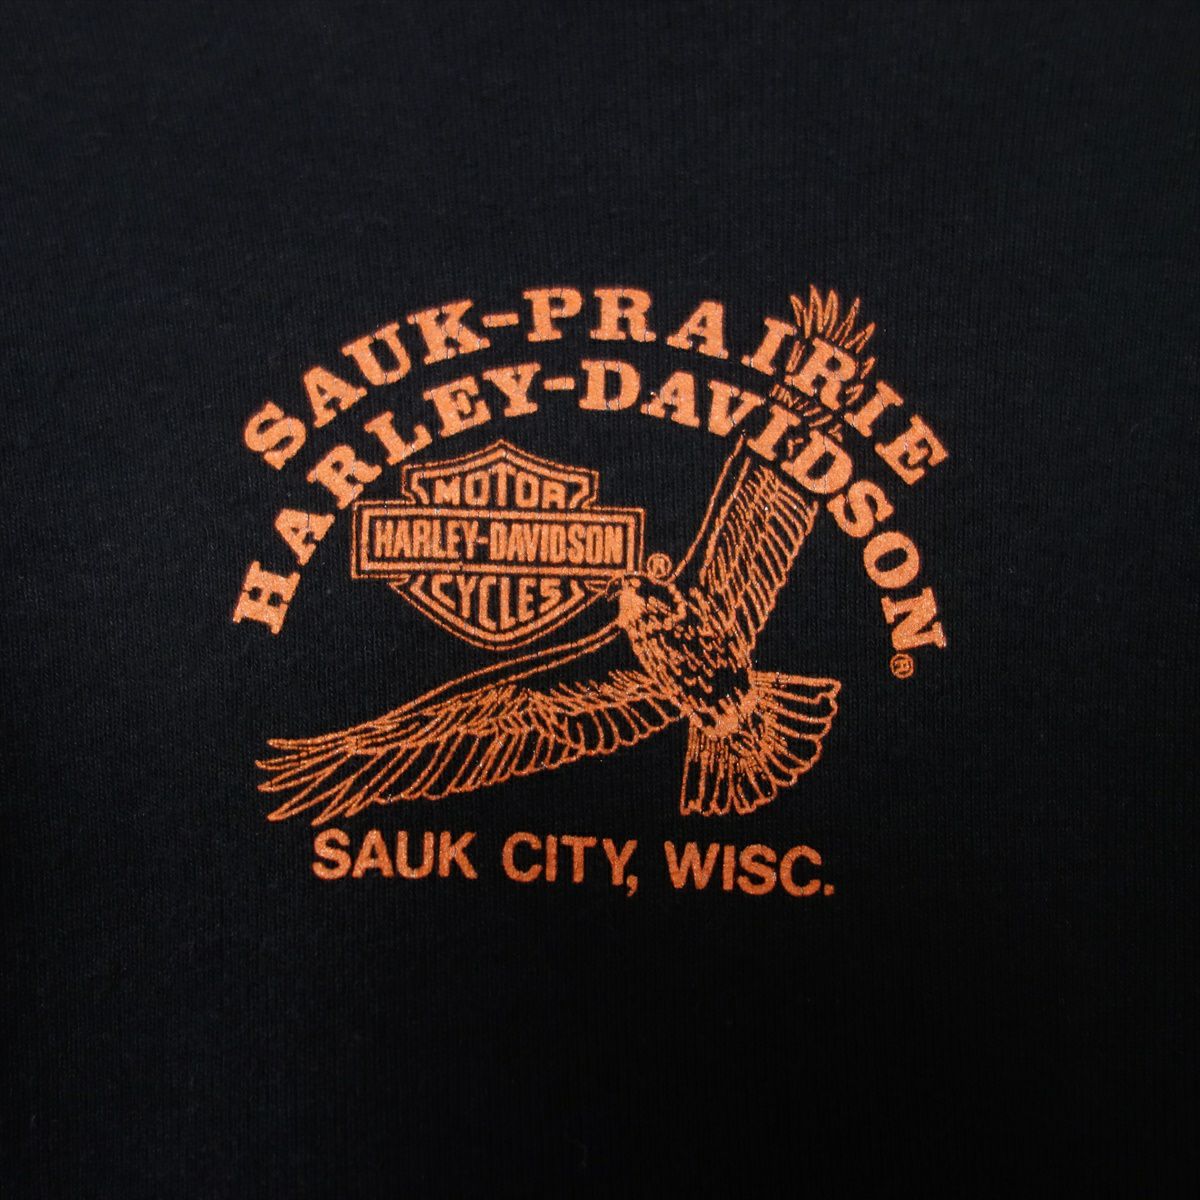 SAUK-PRAIRIE
HARLEY-DAVIDSON®
MOTOR
HARLEY-DAVIDSON
CYCLES
®
SAUK CITY, WISC.